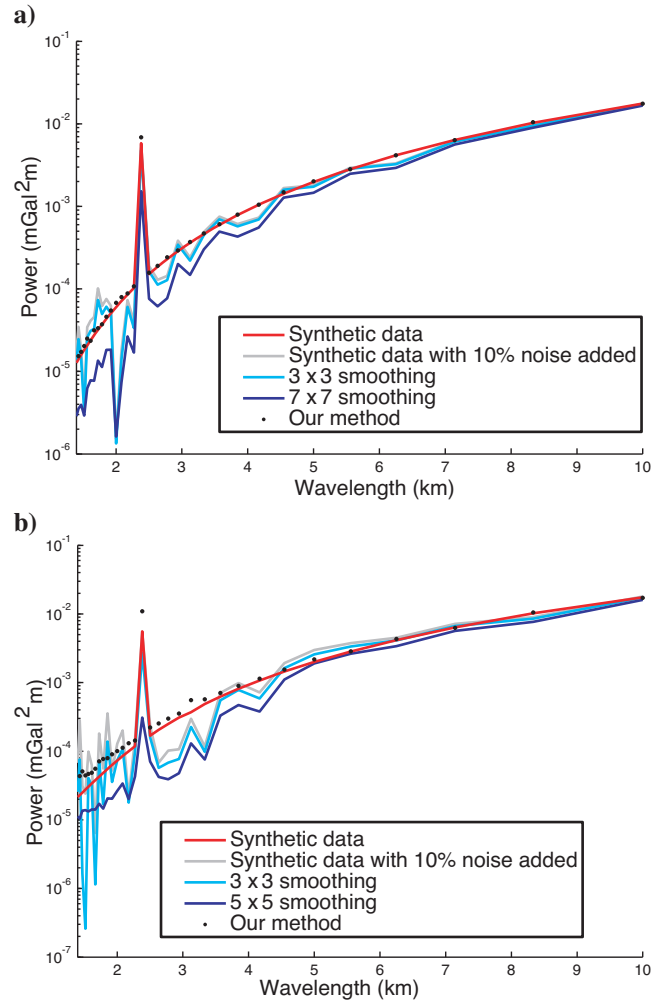 a)
10⁻¹
10⁻²
10⁻³
10⁻⁴
10⁻⁵
10⁻⁶
Power (mGal²m)
Synthetic data
Synthetic data with 10% noise added
3 x 3 smoothing
7 x 7 smoothing
Our method
2 3 4 5 6 7 8 9 10
Wavelength (km)
b)
10⁻¹
10⁻²
10⁻³
10⁻⁴
10⁻⁵
10⁻⁶
10⁻⁷
Power (mGal²m)
Synthetic data
Synthetic data with 10% noise added
3 x 3 smoothing
5 x 5 smoothing
Our method
2 3 4 5 6 7 8 9 10
Wavelength (km)